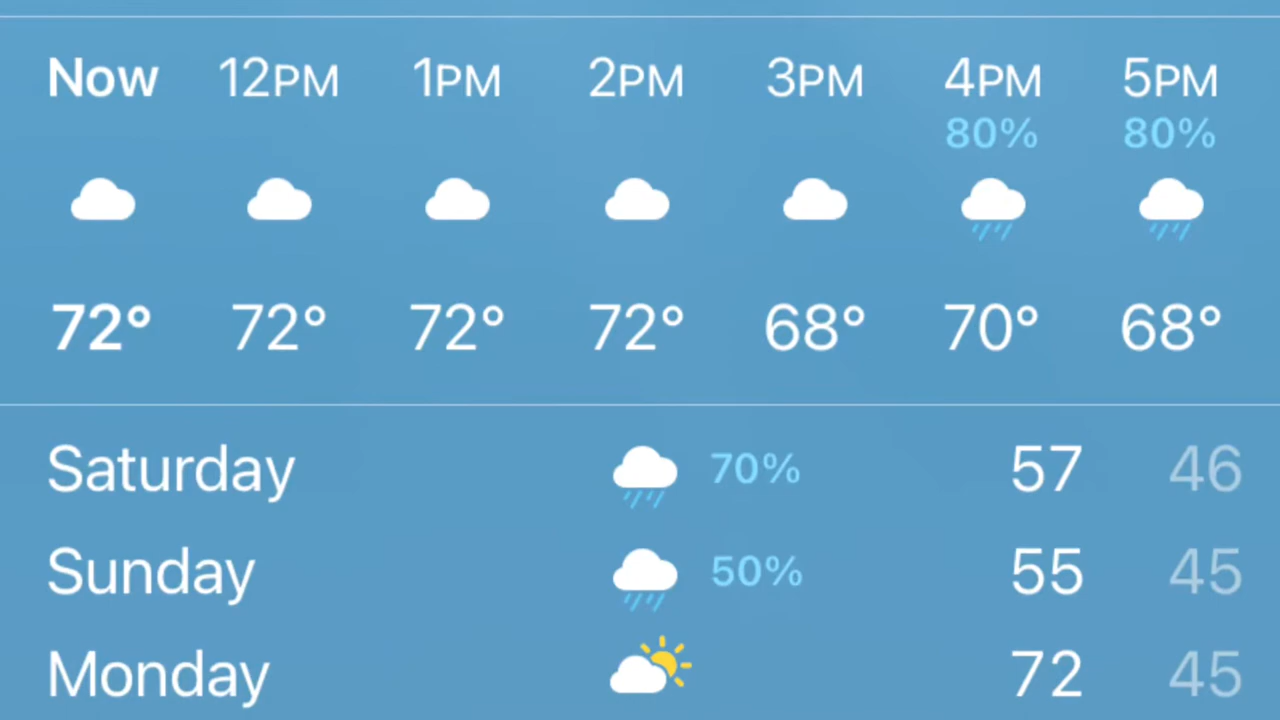 Now 12PM 1PM 2PM 3PM 4PM 5PM
80% 80%
72° 72° 72° 72° 68° 70° 68°
Saturday 70% 57 46
Sunday 50% 55 45
Monday 72 45